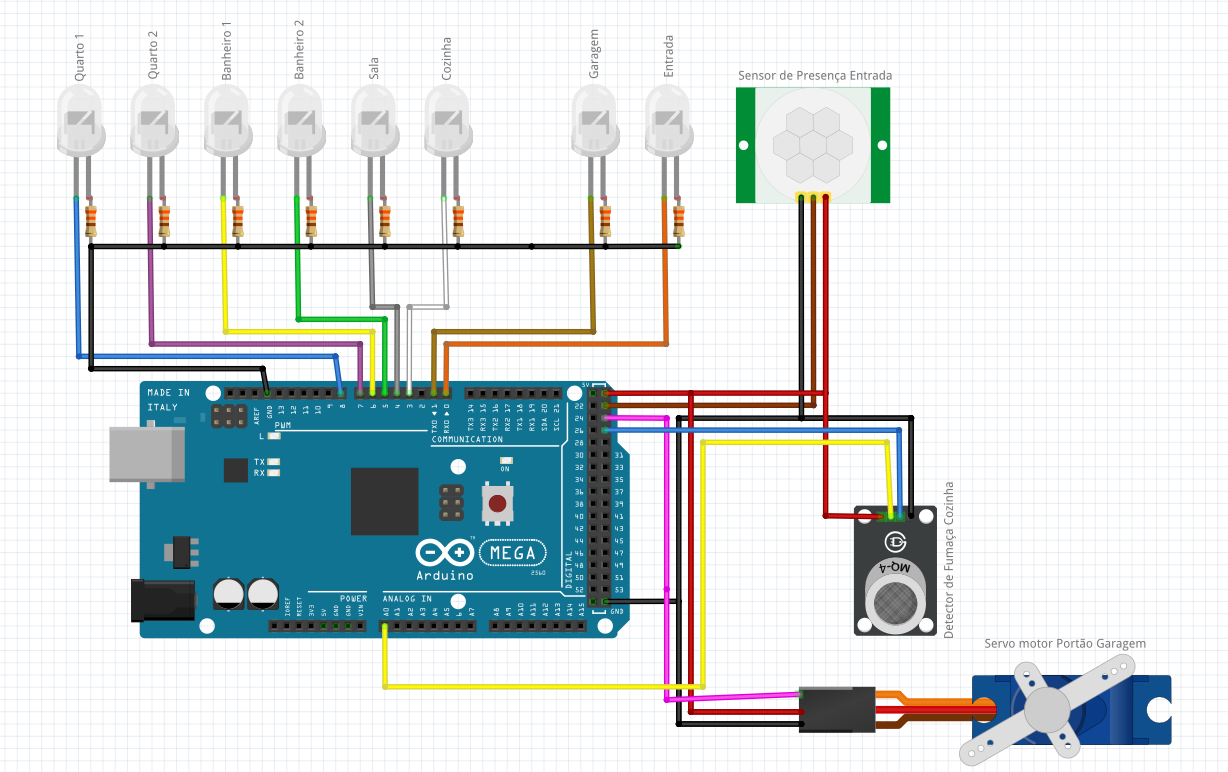 Quarto 1
Quarto 2
Banheiro 1
Banheiro 2
Sala
Cozinha
Garagem
Entrada
Sensor de Presença Entrada
MADE IN
ITALY
AREF
GND
13
12
11
10
9
8
7
6
5
4
3
2
TX0 1
RX0 0
TX3 14
RX3 15
TX2 16
RX2 17
TX1 18
RX1 19
SDA 20
SCL 21
PWM
COMMUNICATION
L
TX
RX
ON
5V
22
24
26
28
30 31
32 33
34 35
36 37
38 39
40 41
42 43
44 45
46 47
48 49
50 51
52 53
GND
DIGITAL
Arduino
TM
MEGA
2560
POWER
ANALOG IN
IOREF
RESET
3V3
5V
GND
GND
VIN
A0
A1
A2
A3
A4
A5
6
A7
A8
A9
A10
A11
A12
A13
A14
A15
MQ-4
Detector de Fumaça Cozinha
Servo motor Portão Garagem